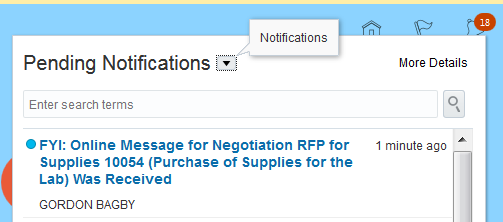 Notifications
18
Pending Notifications
More Details
Enter search terms
FYI: Online Message for Negotiation RFP for
Supplies 10054 (Purchase of Supplies for the
Lab) Was Received
1 minute ago
GORDON BAGBY